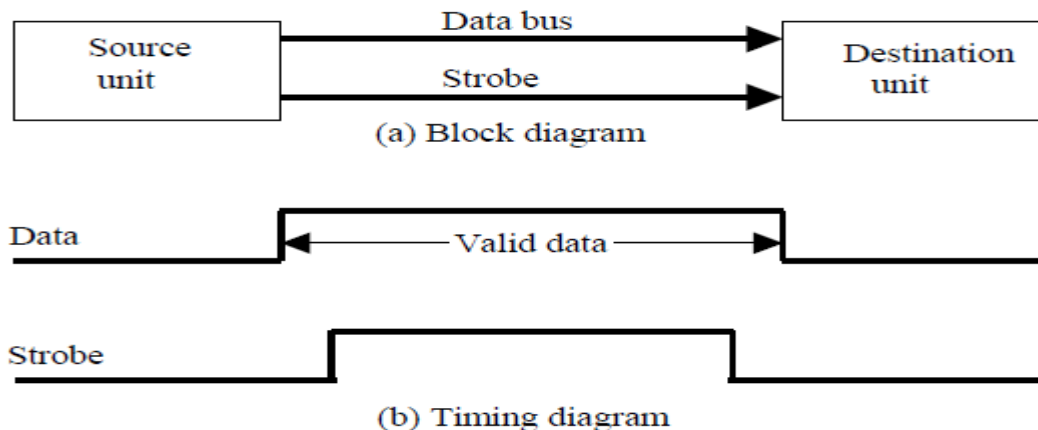 Data bus
Source
unit
Destination
unit
Strobe
(a) Block diagram
Data
Valid data
Strobe
(b) Timing diagram